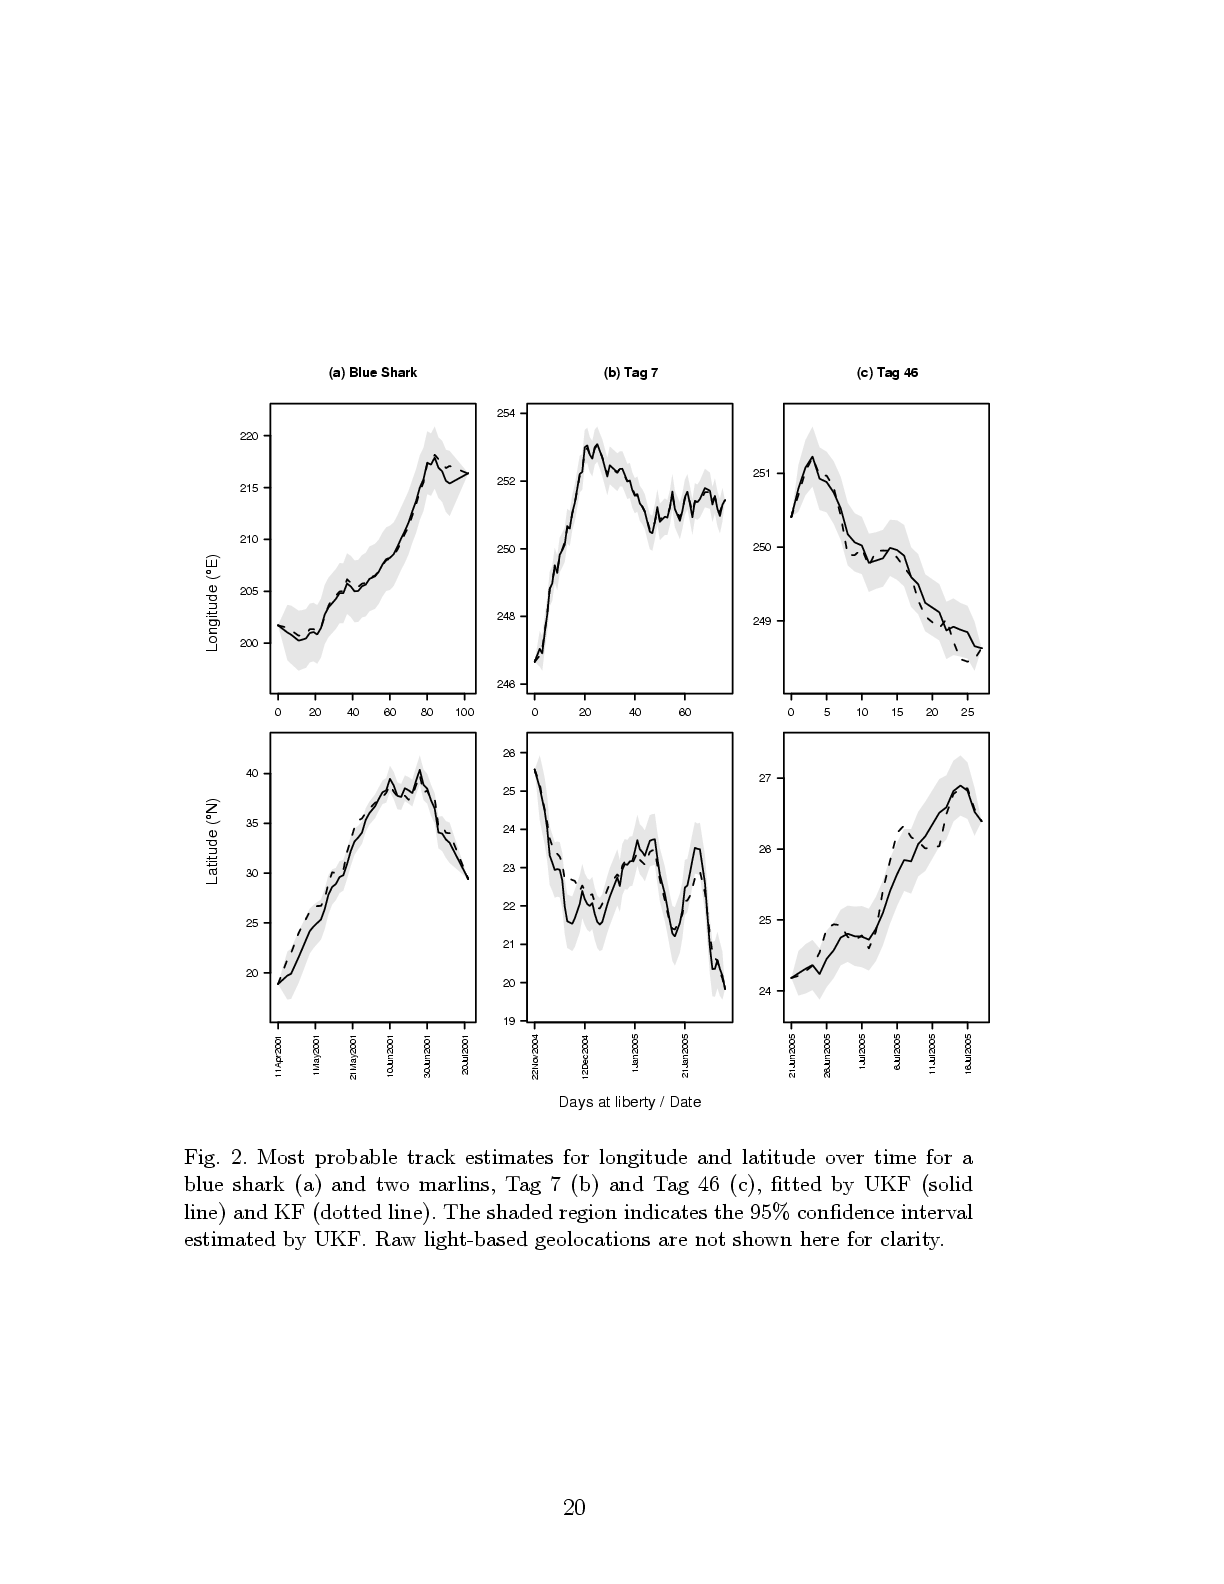 (a) Blue Shark
(b) Tag 7
(c) Tag 46
Longitude (°E)
220
215
210
205
200
0 20 40 60 80 100
254
252
250
248
246
0 20 40 60
251
250
249
0 5 10 15 20 25
Latitude (°N)
40
35
30
25
20
11Apr2001
1May2001
21May2001
10Jun2001
30Jun2001
20Jul2001
26
25
24
23
22
21
20
19
22Nov2004
12Dec2004
1Jan2005
21Jan2005
27
26
25
24
21Jun2005
26Jun2005
1Jul2005
6Jul2005
11Jul2005
16Jul2005
Days at liberty / Date
Fig. 2. Most probable track estimates for longitude and latitude over time for a
blue shark (a) and two marlins, Tag 7 (b) and Tag 46 (c), fitted by UKF (solid
line) and KF (dotted line). The shaded region indicates the 95% confidence interval
estimated by UKF. Raw light-based geolocations are not shown here for clarity.
20